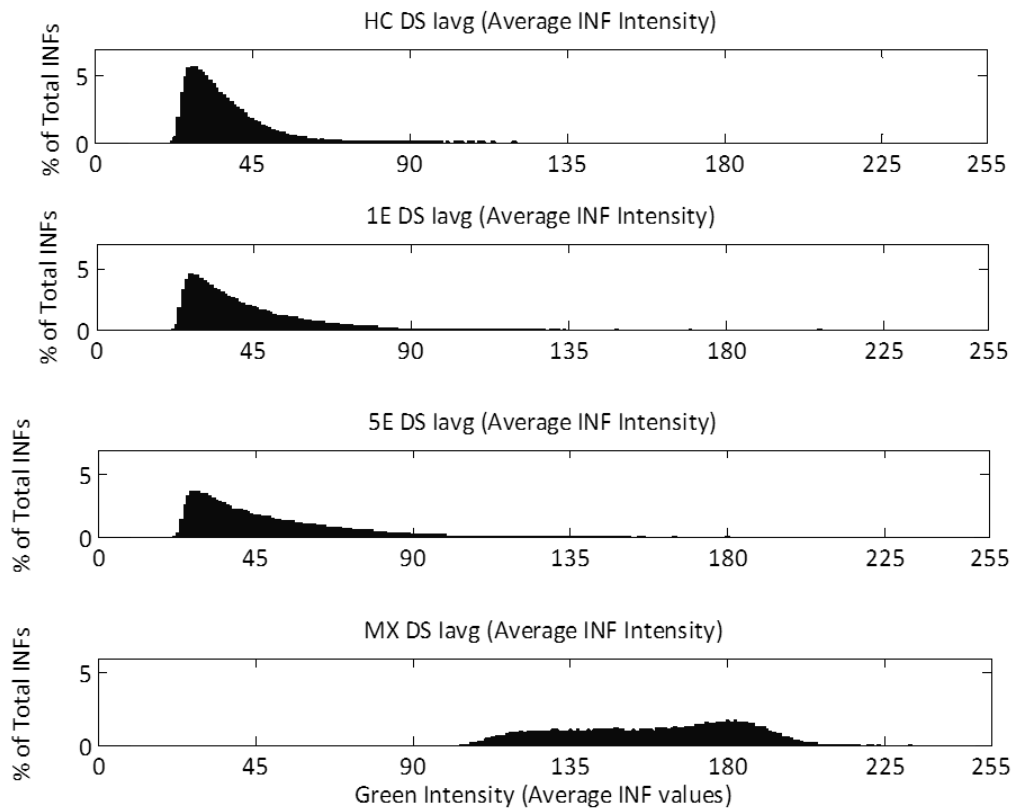 HC DS Iavg (Average INF Intensity)
% of Total INFs
5
0
0 45 90 135 180 225 255
1E DS Iavg (Average INF Intensity)
% of Total INFs
5
0
0 45 90 135 180 225 255
5E DS Iavg (Average INF Intensity)
% of Total INFs
5
0
0 45 90 135 180 225 255
MX DS Iavg (Average INF Intensity)
% of Total INFs
5
0
0 45 90 135 180 225 255
Green Intensity (Average INF values)